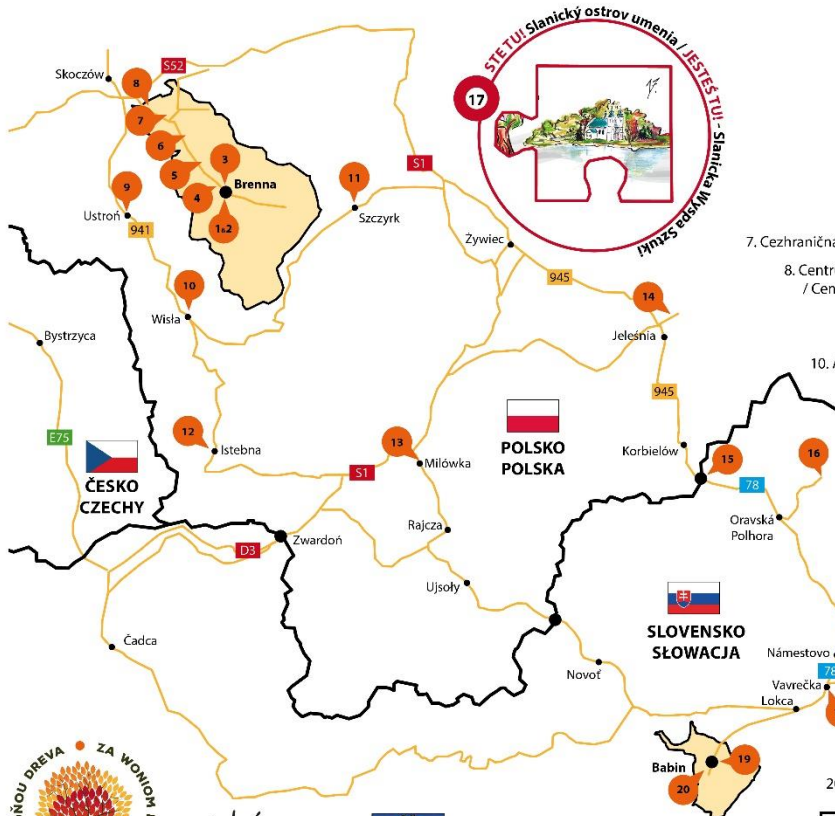 STE TU! Slanický ostrov umenia / JESTEŚ TU! - Slanicka Wyspa Sztuki
17
S52
Skoczów
8
7
6
3
S1
5
Brenna
11
9
4
Ustroń
1&2
Szczyrk
941
Żywiec
7. Cezhraničná
945
8. Centr
/ Cen
10
14
Wisła
Bystrzyca
Jeleśnia
10.
945
E75
12
13
POLSKO
POLSKA
Korbielów
15
16
Istebna
Milówka
ČESKO
CZECHY
S1
78
Oravská
Polhora
Rajcza
Zwardoń
D3
Ujsoły
SLOVENSKO
SŁOWACJA
Čadca
Námestovo
Novoť
78
Vavrečka
Lokca
19
Babin
20
20
DREVA • ZA WONIOM